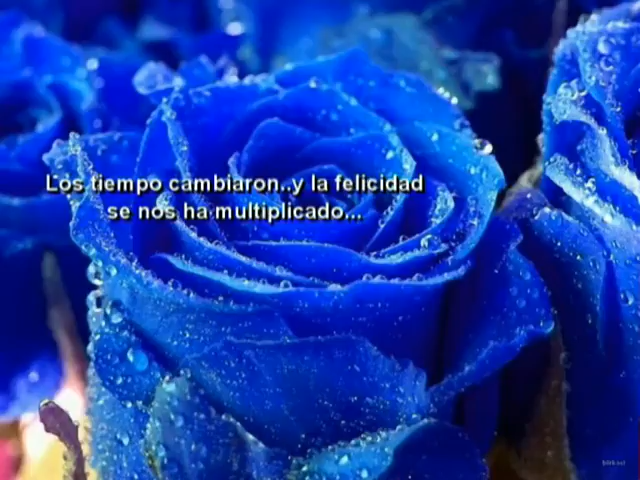 Los tiempo cambiaron..y la felicidad
se nos ha multiplicado...